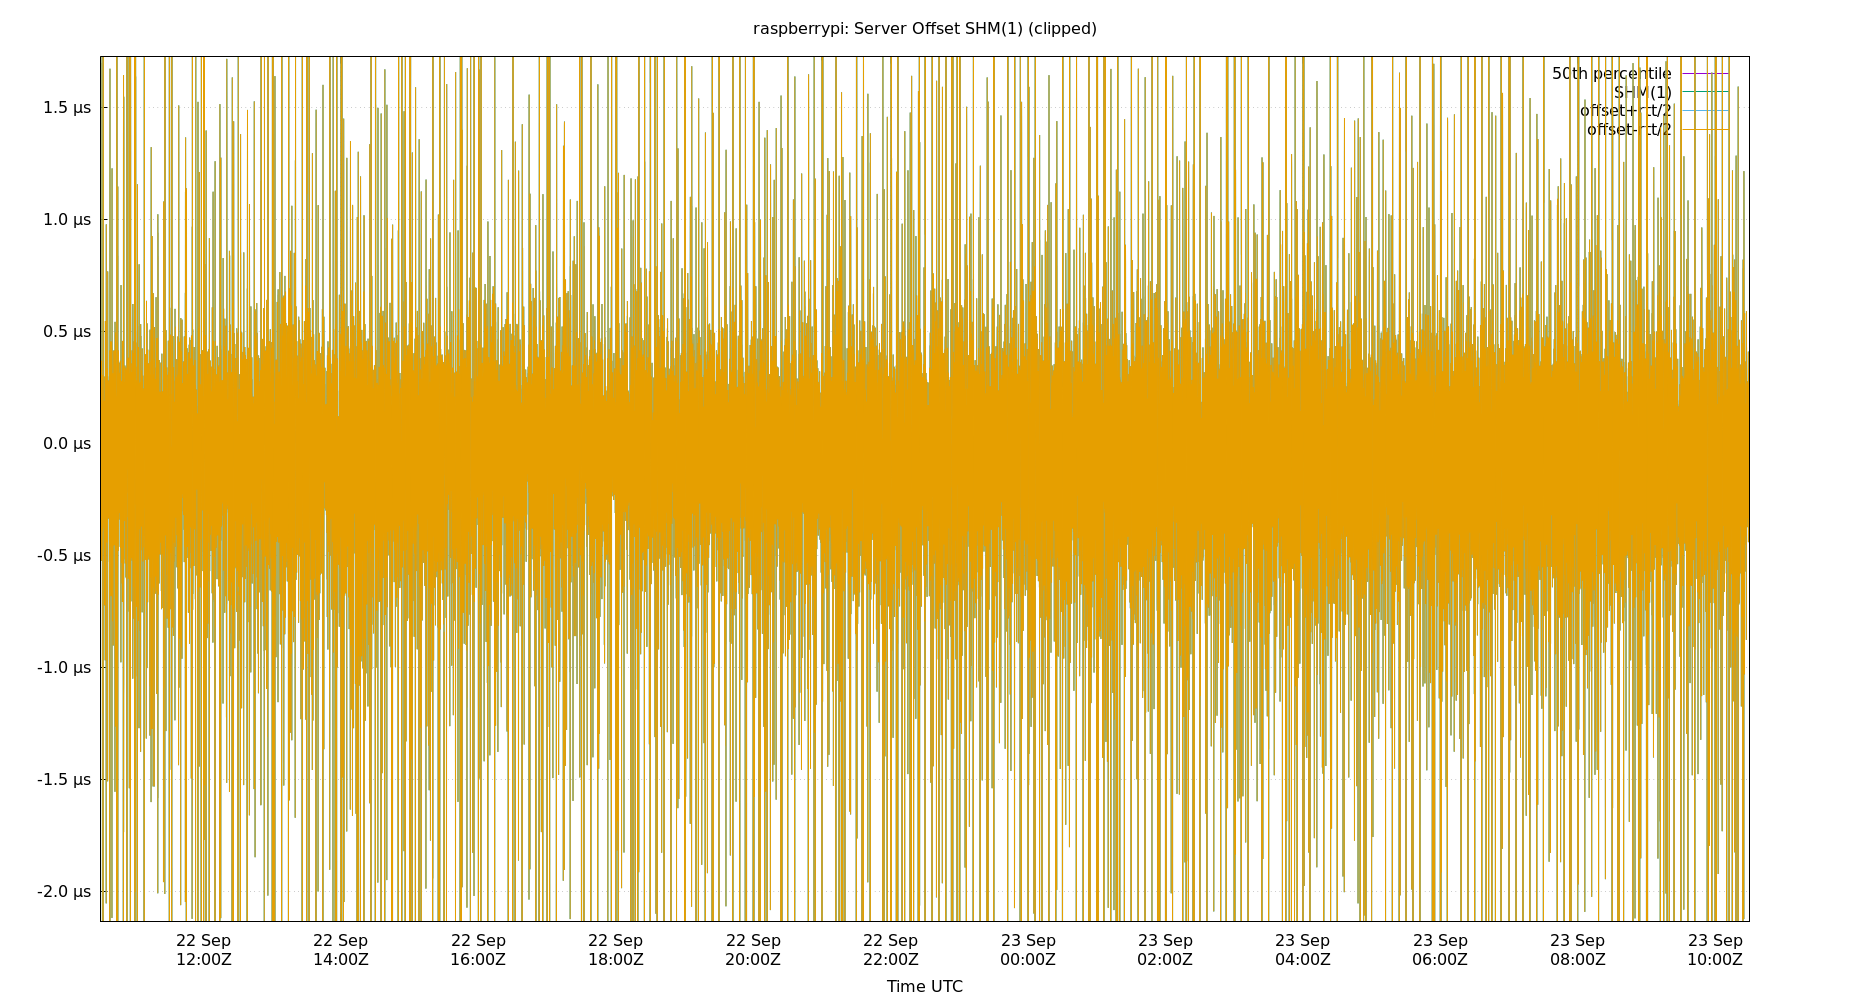 raspberrypi: Server Offset SHM(1) (clipped)
50th percentile
SHM(1)
offset+rtt/2
offset-rtt/2
1.5 µs
1.0 µs
0.5 µs
0.0 µs
-0.5 µs
-1.0 µs
-1.5 µs
-2.0 µs
22 Sep 22 Sep 22 Sep 22 Sep 22 Sep 22 Sep 23 Sep 23 Sep 23 Sep 23 Sep 23 Sep 23 Sep
12:00Z 14:00Z 16:00Z 18:00Z 20:00Z 22:00Z 00:00Z 02:00Z 04:00Z 06:00Z 08:00Z 10:00Z
Time UTC